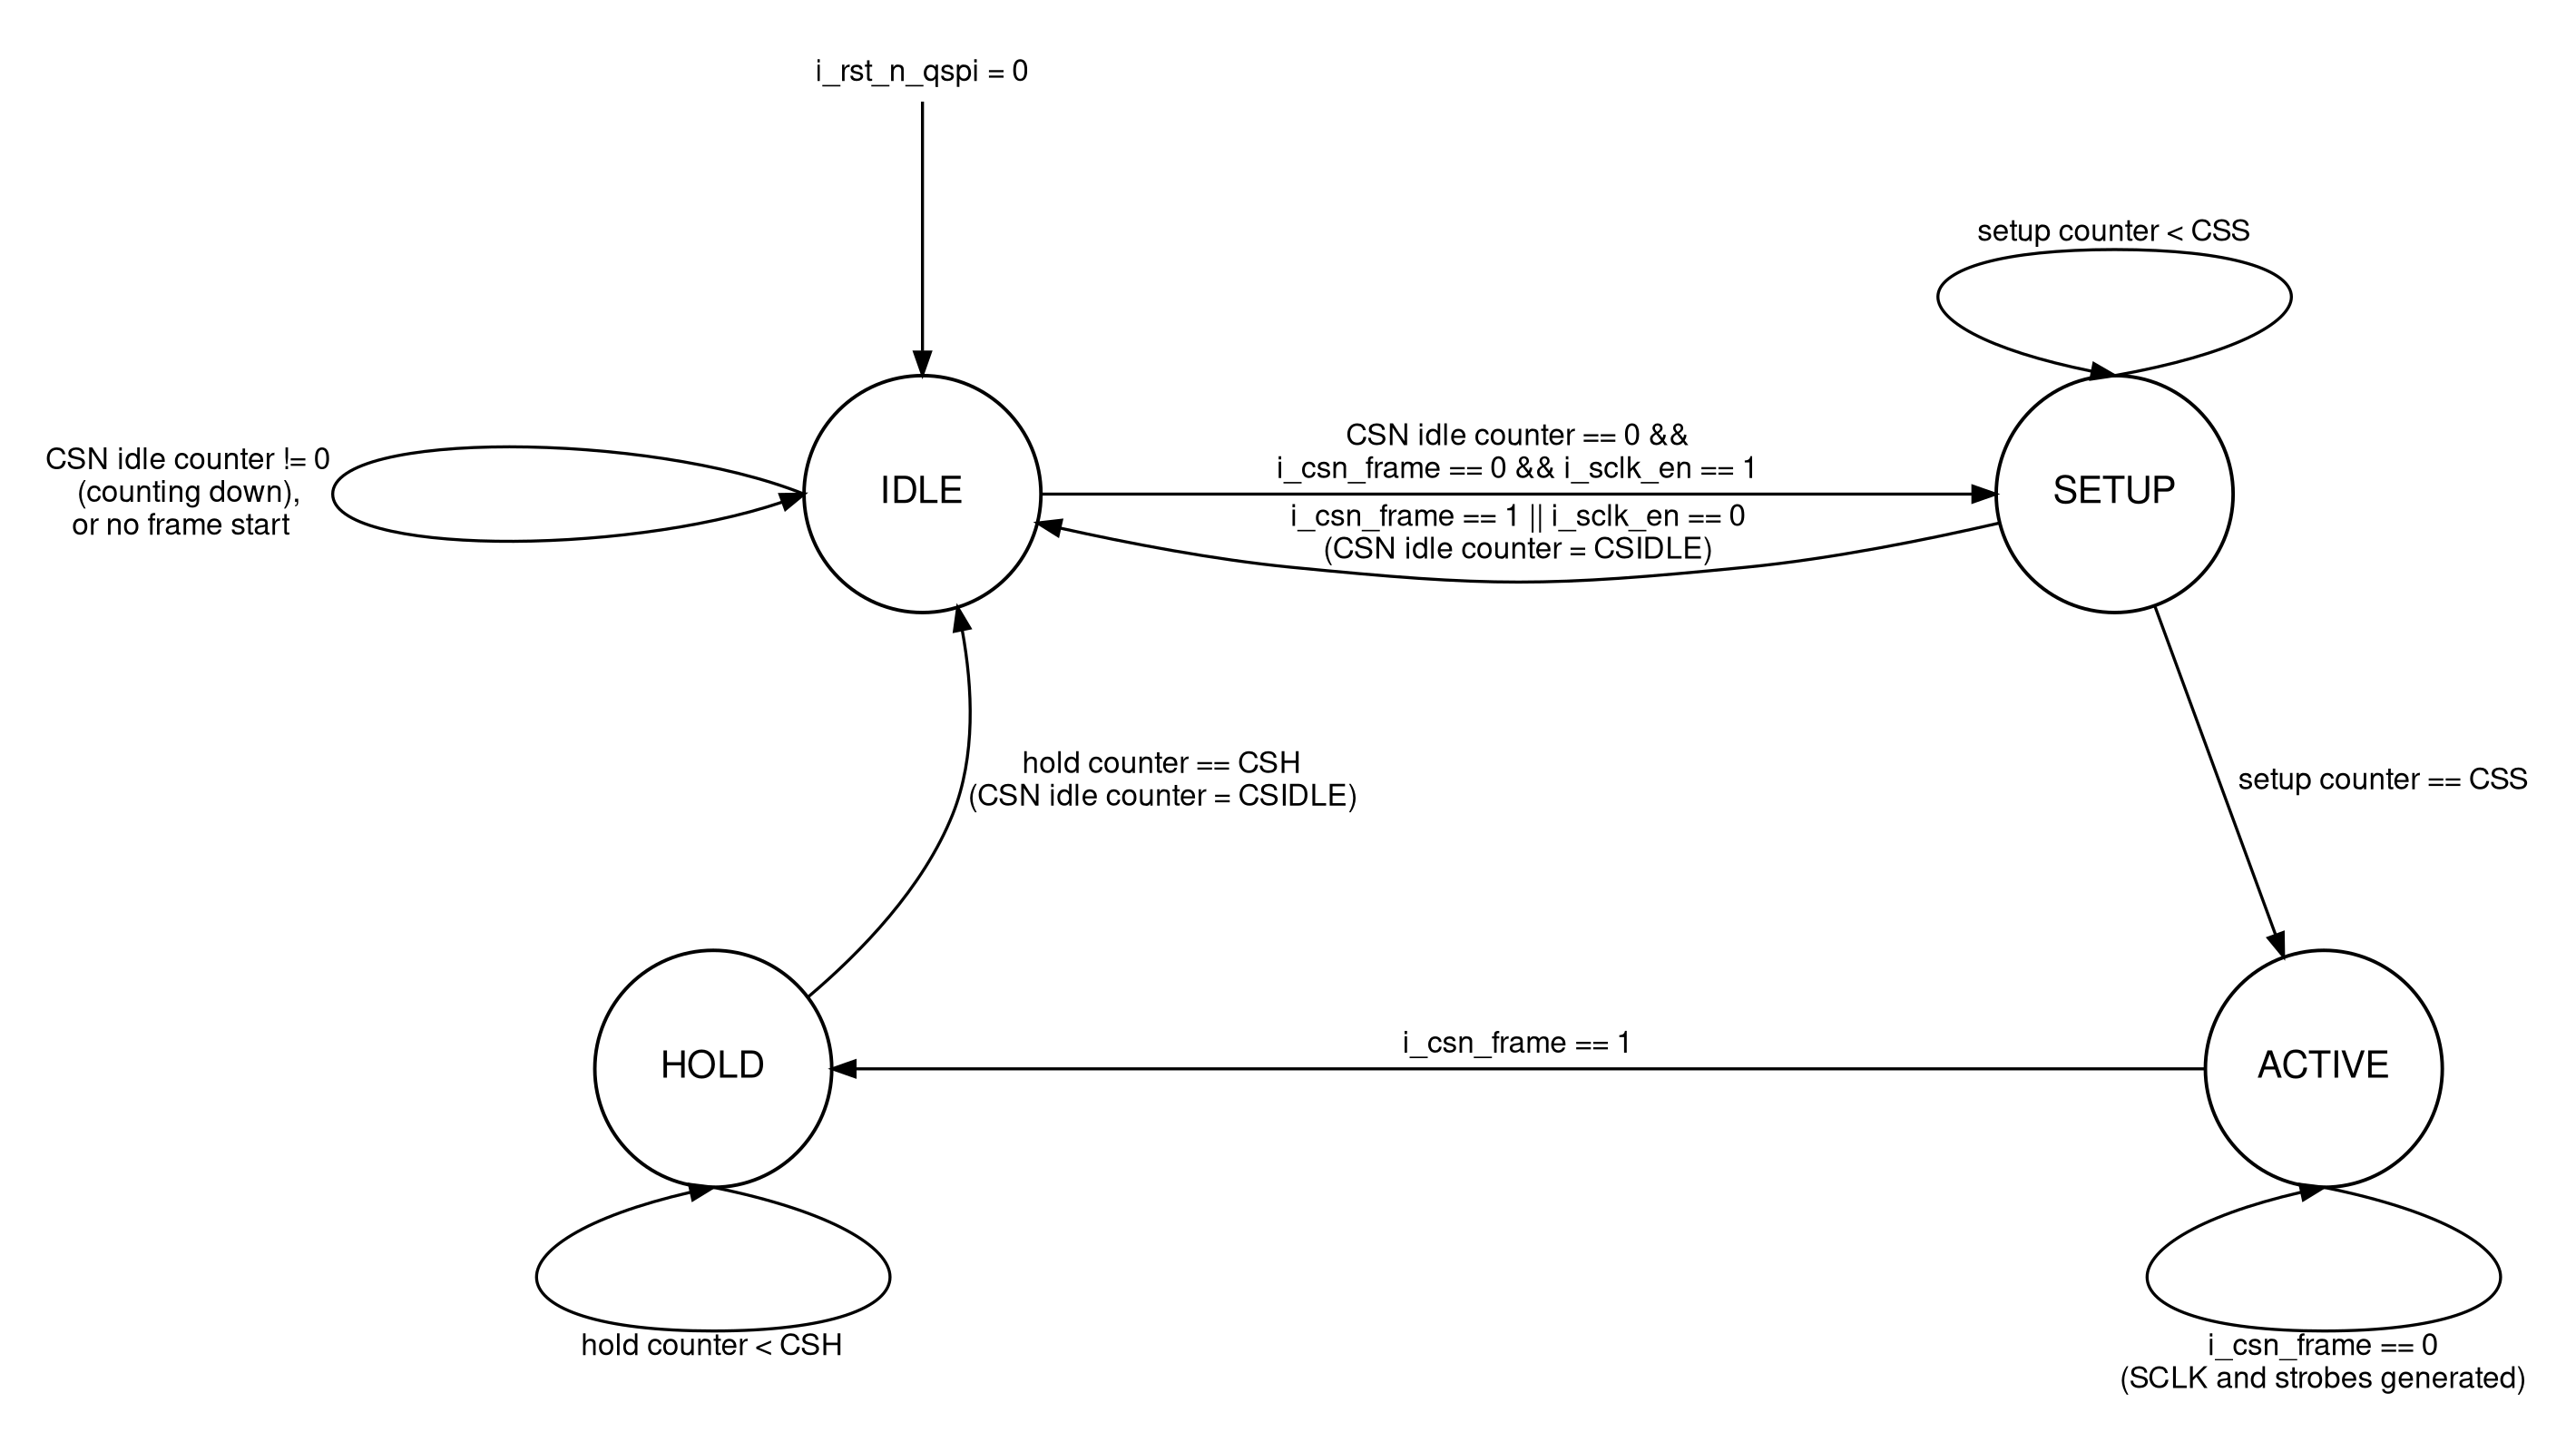 i_rst_n_qspi = 0
setup counter < CSS
CSN idle counter != 0
(counting down),
or no frame start
IDLE
CSN idle counter == 0 &&
i_csn_frame == 0 && i_sclk_en == 1
i_csn_frame == 1 || i_sclk_en == 0
(CSN idle counter = CSIDLE)
SETUP
hold counter == CSH
(CSN idle counter = CSIDLE)
setup counter == CSS
HOLD
i_csn_frame == 1
ACTIVE
hold counter < CSH
i_csn_frame == 0
(SCLK and strobes generated)